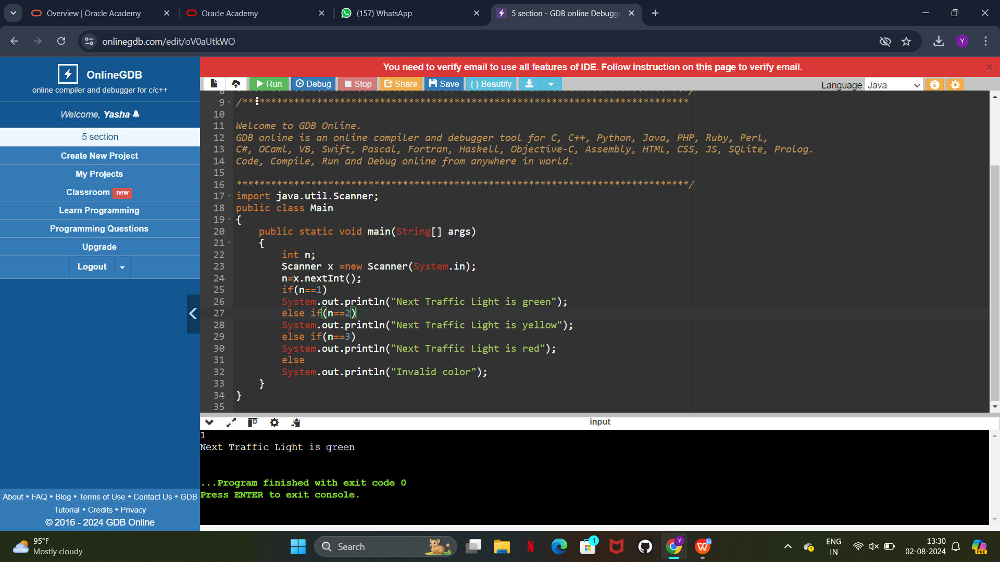 Overview | Oracle Academy
Oracle Academy
(157) WhatsApp
5 section - GDB online Debugg
onlinegdb.com/edit/oV0aUtkWO
Y
OnlineGDB
online compiler and debugger for c/c++
Welcome, Yasha
5 section
Create New Project
My Projects
Classroom new
Learn Programming
Programming Questions
Upgrade
Logout
About • FAQ • Blog • Terms of Use • Contact Us • GDB
Tutorial • Credits • Privacy
© 2016 - 2024 GDB Online
You need to verify email to use all features of IDE. Follow instruction on this page to verify email.
Run Debug Stop Share Save { } Beautify
Language Java
9 /******************************************************************************
10
11 Welcome to GDB Online.
12 GDB online is an online compiler and debugger tool for C, C++, Python, Java, PHP, Ruby, Perl,
13 C#, OCaml, VB, Swift, Pascal, Fortran, Haskell, Objective-C, Assembly, HTML, CSS, JS, SQLite, Prolog.
14 Code, Compile, Run and Debug online from anywhere in world.
15
16 *******************************************************************************/
17 import java.util.Scanner;
18 public class Main
19 {
20 public static void main(String[] args)
21 {
22 int n;
23 Scanner x =new Scanner(System.in);
24 n=x.nextInt();
25 if(n==1)
26 System.out.println("Next Traffic Light is green");
27 else if(n==2)
28 System.out.println("Next Traffic Light is yellow");
29 else if(n==3)
30 System.out.println("Next Traffic Light is red");
31 else
32 System.out.println("Invalid color");
33 }
34 }
35
input
1
Next Traffic Light is green
...Program finished with exit code 0
Press ENTER to exit console.
95°F
Mostly cloudy
Search
1
Y
ENG
IN
13:30
02-08-2024
PRE